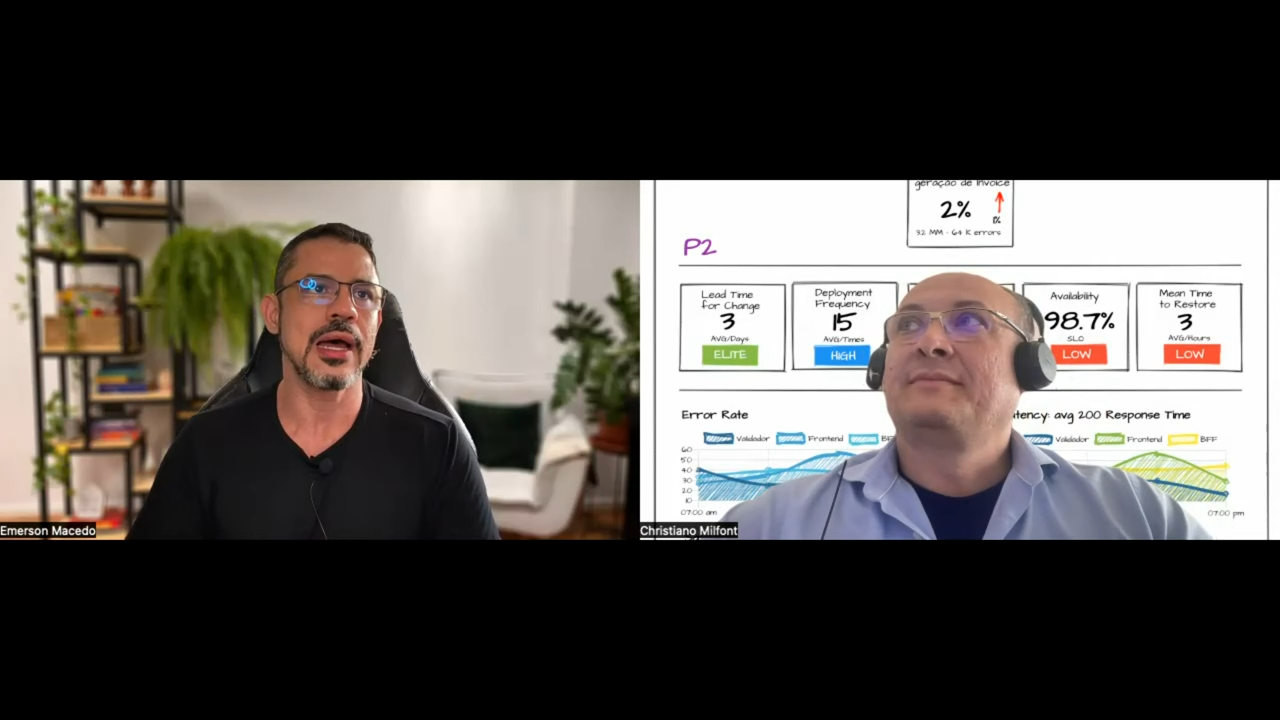 geração de Invoice
2%
1%
3.2 MM - 64 K errors
P2
Lead Time
for Change
3
AVG/Days
ELITE
Deployment
Frequency
15
AVG/Times
HIGH
Availability
98.7%
SLO
LOW
Mean Time
to Restore
3
AVG/Hours
LOW
Error Rate
Validador
Frontend
60
50
40
30
20
10
07:00 am
avg 200 Response Time
Validador
Frontend
BFF
07:00 pm
Emerson Macedo
Christiano Milfont